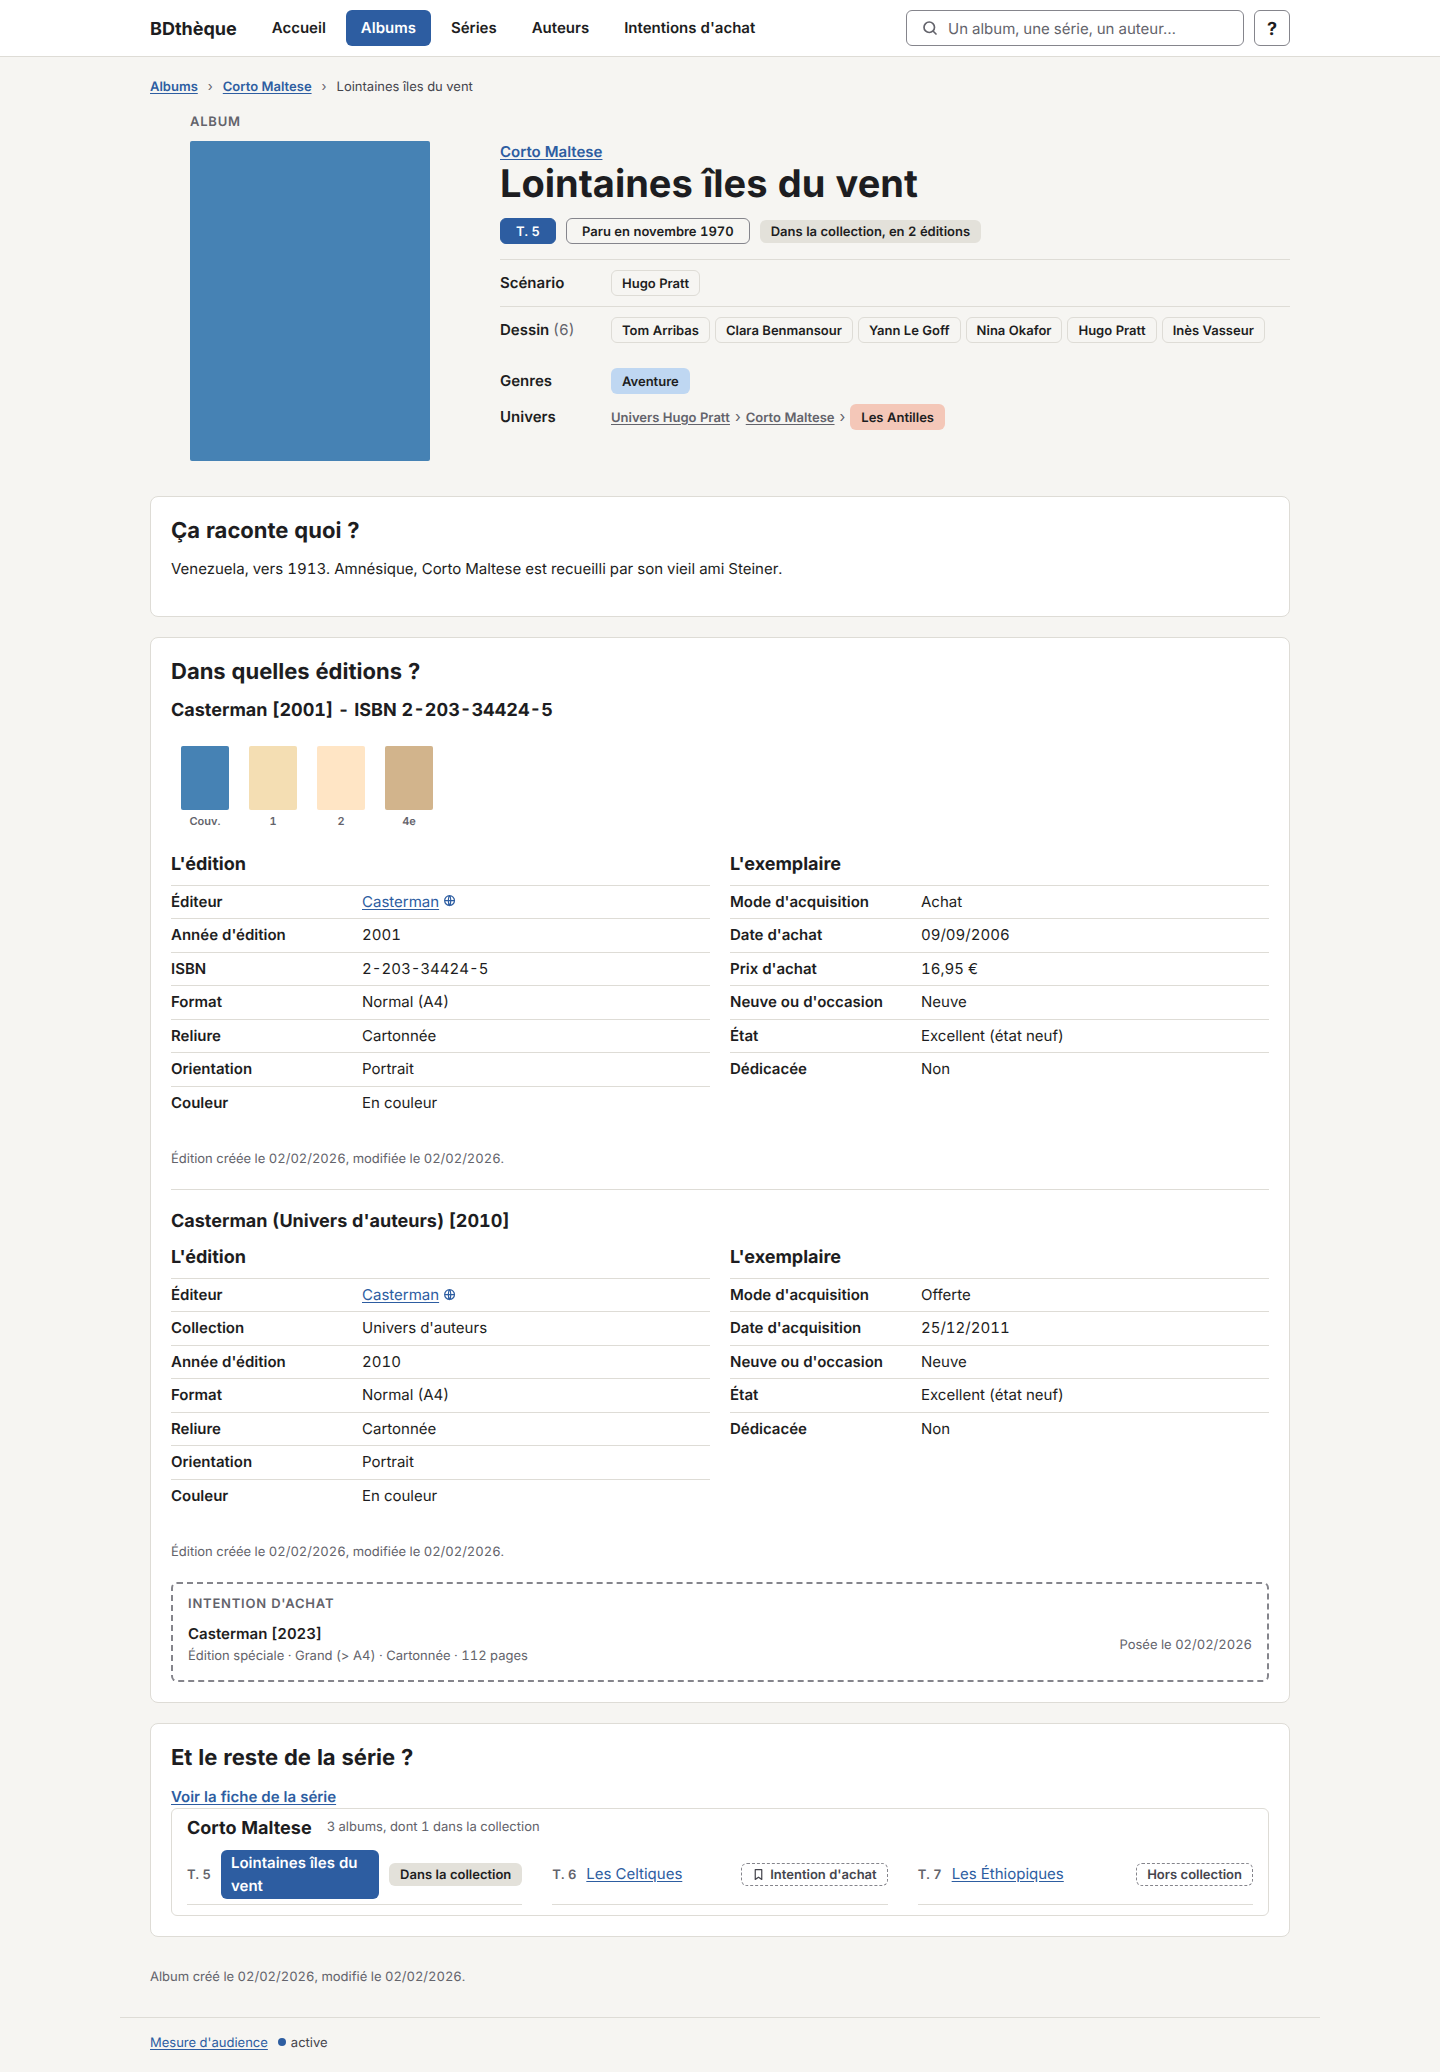 BDthèque Accueil Albums Séries Auteurs Intentions d'achat Un album, une série, un auteur... ?
Albums › Corto Maltese › Lointaines îles du vent
ALBUM
Corto Maltese
Lointaines îles du vent
T. 5 Paru en novembre 1970 Dans la collection, en 2 éditions
Scénario Hugo Pratt
Dessin (6) Tom Arribas Clara Benmansour Yann Le Goff Nina Okafor Hugo Pratt Inès Vasseur
Genres Aventure
Univers Univers Hugo Pratt › Corto Maltese › Les Antilles
Ça raconte quoi ?
Venezuela, vers 1913. Amnésique, Corto Maltese est recueilli par son vieil ami Steiner.
Dans quelles éditions ?
Casterman [2001] - ISBN 2-203-34424-5
Couv. 1 2 4e
L'édition
Éditeur Casterman
Année d'édition 2001
ISBN 2-203-34424-5
Format Normal (A4)
Reliure Cartonnée
Orientation Portrait
Couleur En couleur
L'exemplaire
Mode d'acquisition Achat
Date d'achat 09/09/2006
Prix d'achat 16,95 €
Neuve ou d'occasion Neuve
État Excellent (état neuf)
Dédicacée Non
Édition créée le 02/02/2026, modifiée le 02/02/2026.
Casterman (Univers d'auteurs) [2010]
L'édition
Éditeur Casterman
Collection Univers d'auteurs
Année d'édition 2010
Format Normal (A4)
Reliure Cartonnée
Orientation Portrait
Couleur En couleur
L'exemplaire
Mode d'acquisition Offerte
Date d'acquisition 25/12/2011
Neuve ou d'occasion Neuve
État Excellent (état neuf)
Dédicacée Non
Édition créée le 02/02/2026, modifiée le 02/02/2026.
INTENTION D'ACHAT
Casterman [2023]
Édition spéciale · Grand (> A4) · Cartonnée · 112 pages
Posée le 02/02/2026
Et le reste de la série ?
Voir la fiche de la série
Corto Maltese 3 albums, dont 1 dans la collection
T. 5 Lointaines îles du
vent
Dans la collection
T. 6 Les Celtiques Intention d'achat
T. 7 Les Éthiopiques Hors collection
Album créé le 02/02/2026, modifié le 02/02/2026.
Mesure d'audience active